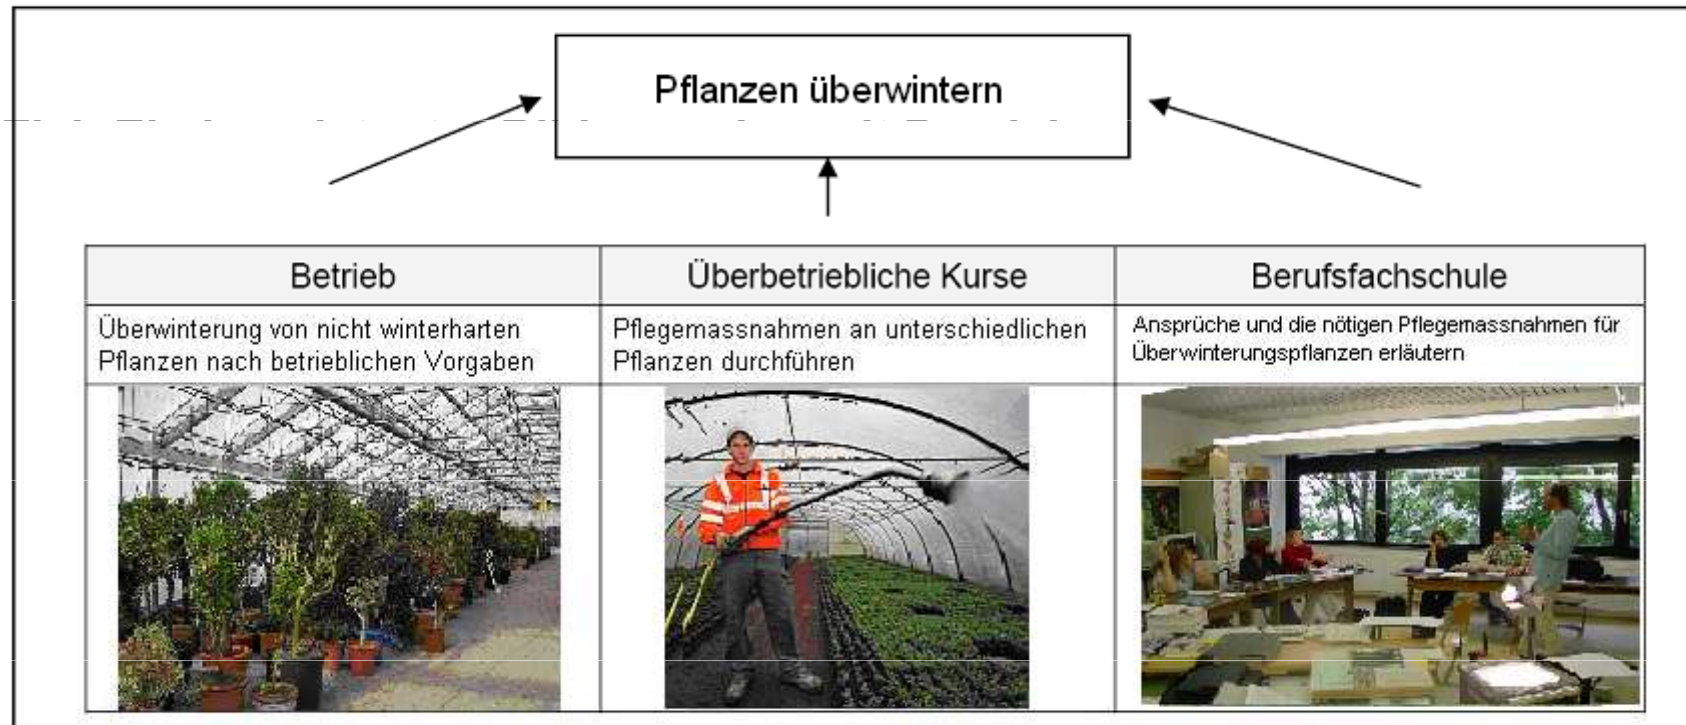 Pflanzen überwintern
Betrieb
Überbetriebliche Kurse
Berufsfachschule
Überwinterung von nicht winterharten
Pflanzen nach betrieblichen Vorgaben
Pflegemassnahmen an unterschiedlichen
Pflanzen durchführen
Ansprüche und die nötigen Pflegemassnahmen für
Überwinterungspflanzen erläutern